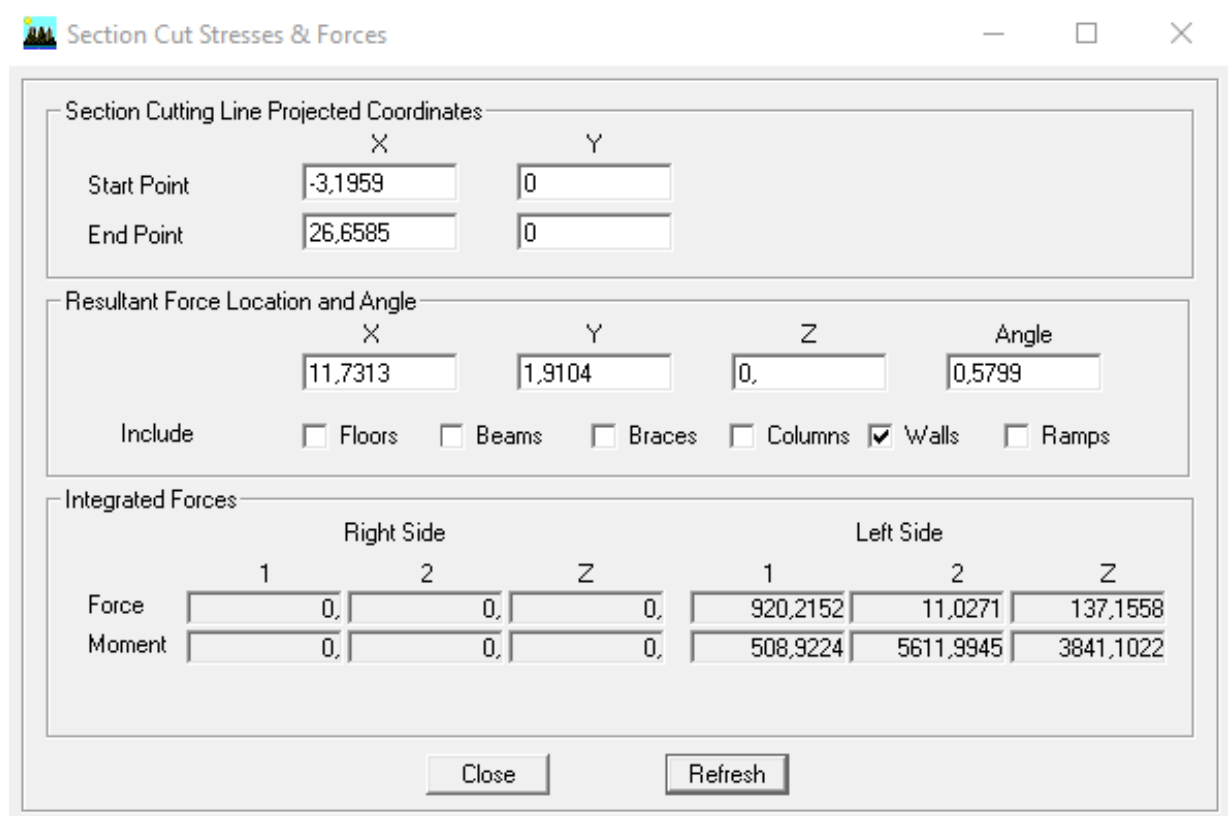 Section Cut Stresses & Forces
Section Cutting Line Projected Coordinates
X Y
Start Point -3,1959 0
End Point 26,6585 0
Resultant Force Location and Angle
X Y Z Angle
11,7313 1,9104 0, 0,5799
Include Floors Beams Braces Columns Walls Ramps
Integrated Forces
Right Side Left Side
1 2 Z 1 2 Z
Force 0, 0, 0, 920,2152 11,0271 137,1558
Moment 0, 0, 0, 508,9224 5611,9945 3841,1022
Close Refresh